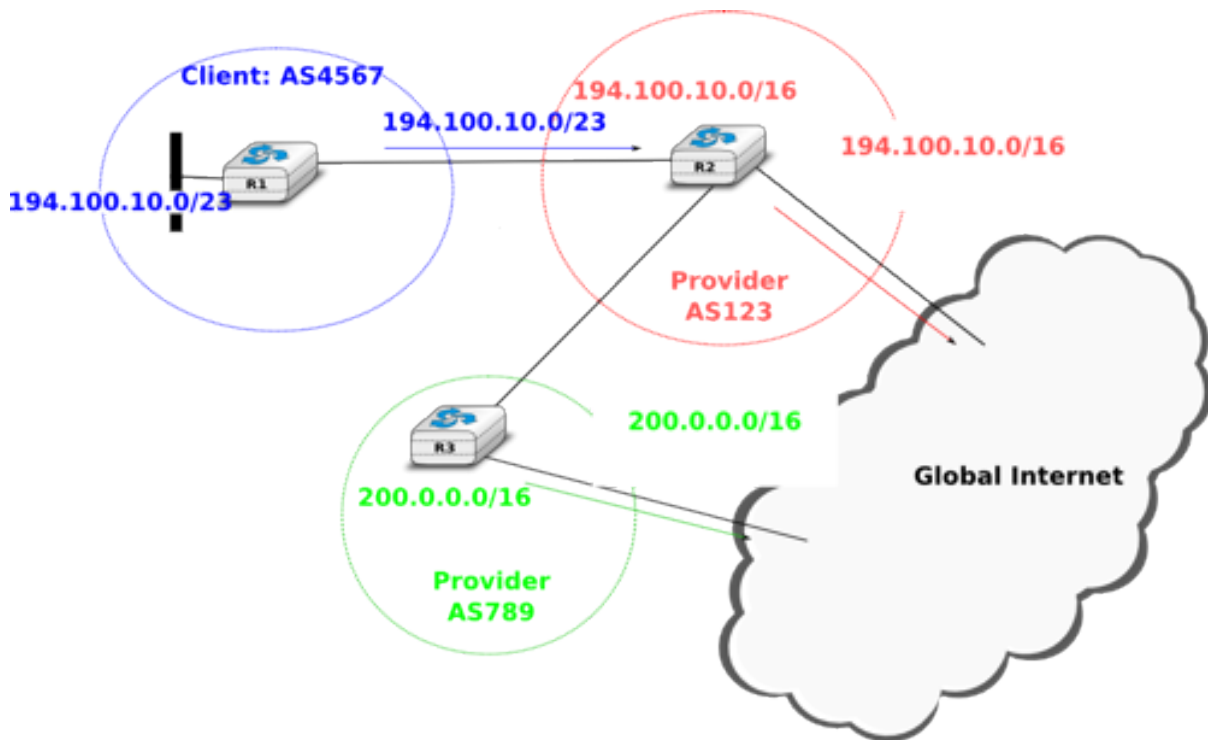 Client: AS4567
194.100.10.0/23
R1
194.100.10.0/23
194.100.10.0/16
R2
194.100.10.0/16
Provider
AS123
R3
200.0.0.0/16
200.0.0.0/16
Provider
AS789
Global Internet